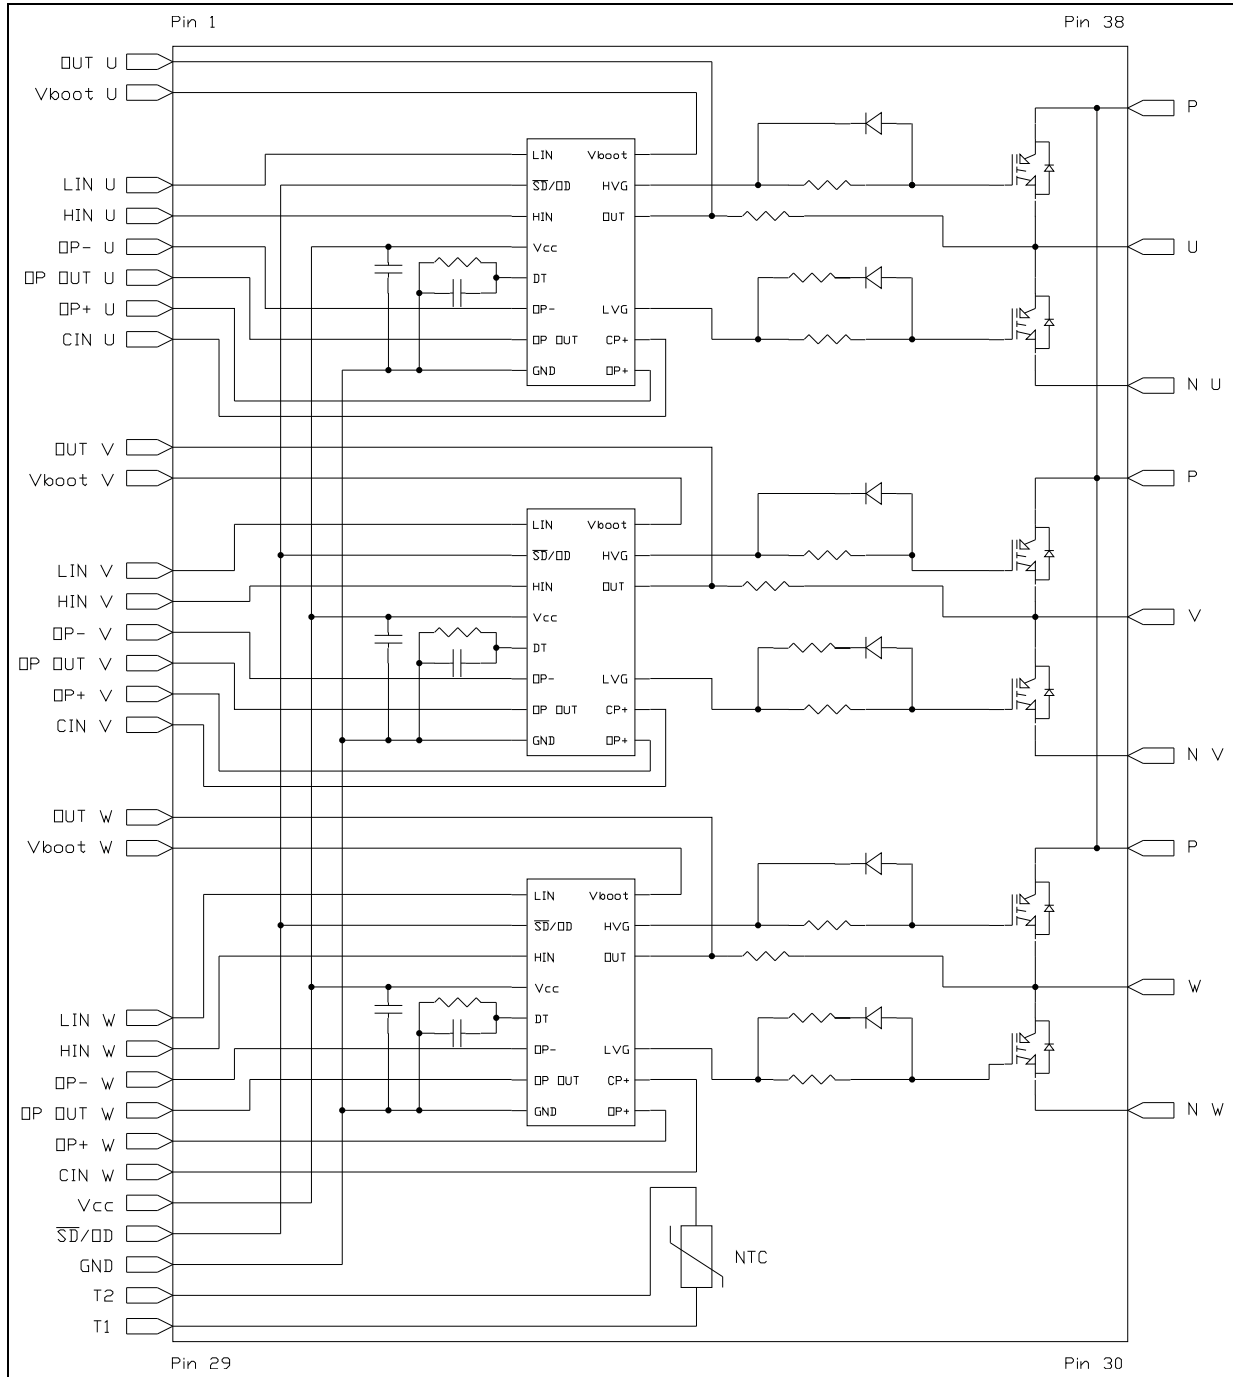 Pin 1
Pin 38
OUT U
Vboot U
LIN U
HIN U
OP- U
OP OUT U
OP+ U
CIN U
LIN
SD/OD
HIN
Vcc
DT
OP-
OP OUT
GND
Vboot
HVG
OUT
LVG
CP+
OP+
P
U
N U
OUT V
Vboot V
LIN V
HIN V
OP- V
OP OUT V
OP+ V
CIN V
LIN
SD/OD
HIN
Vcc
DT
OP-
OP OUT
GND
Vboot
HVG
OUT
LVG
CP+
OP+
P
V
N V
OUT W
Vboot W
LIN W
HIN W
OP- W
OP OUT W
OP+ W
CIN W
Vcc
SD/OD
GND
T2
T1
LIN
SD/OD
HIN
Vcc
DT
OP-
OP OUT
GND
Vboot
HVG
OUT
LVG
CP+
OP+
P
W
N W
NTC
Pin 29
Pin 30